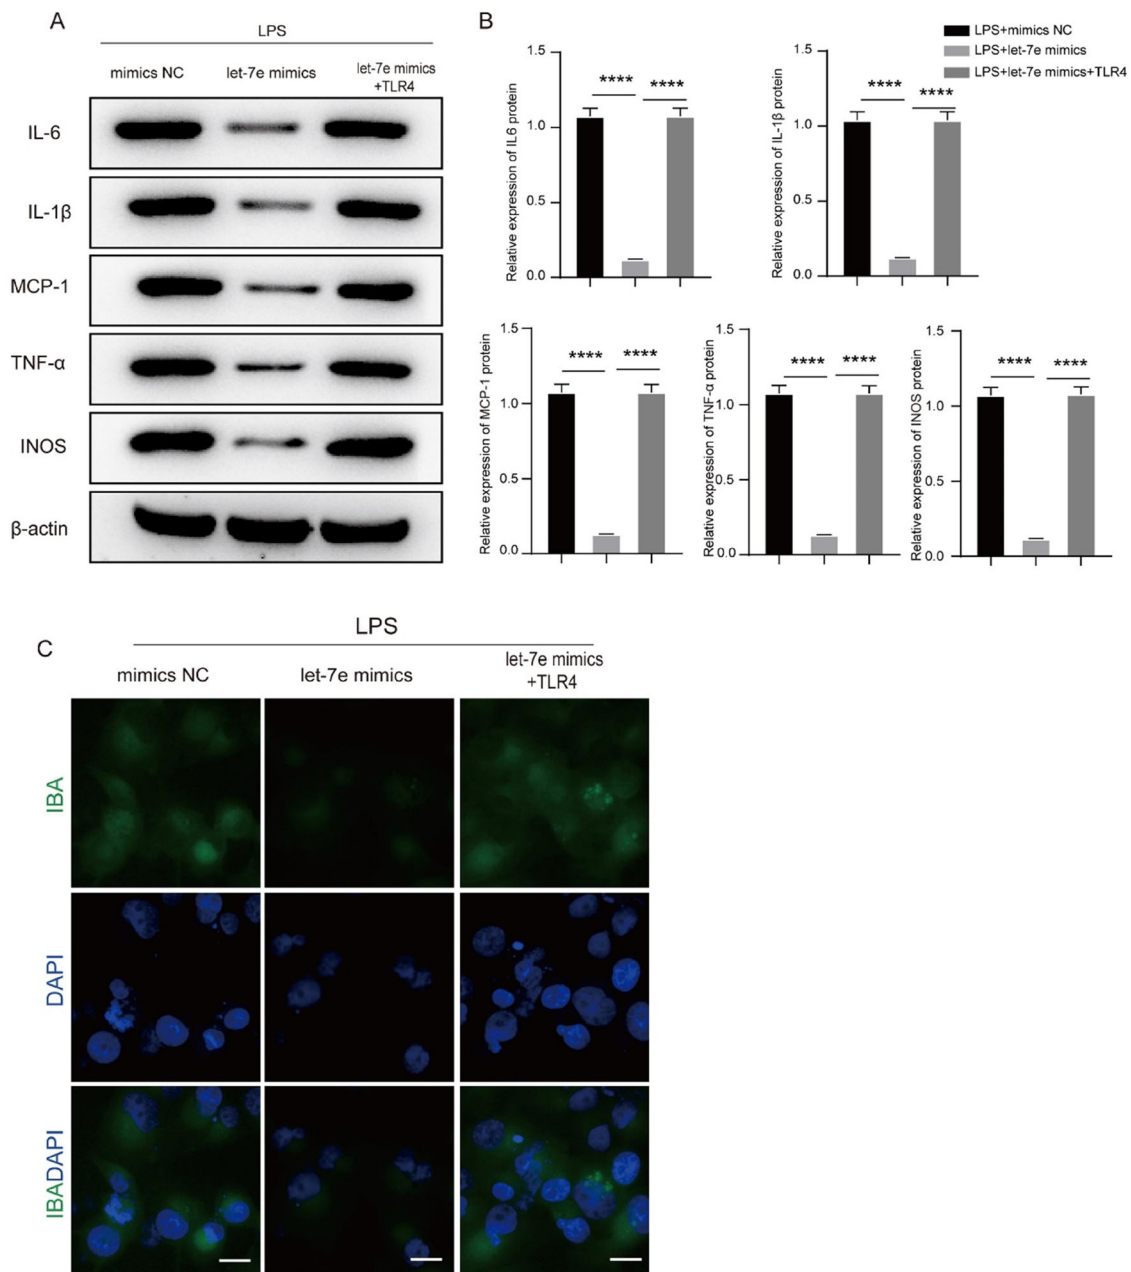 A
LPS
mimics NC
let-7e mimics
let-7e mimics
+TLR4
IL-6
IL-1β
MCP-1
TNF-α
INOS
β-actin
B
LPS+mimics NC
LPS+let-7e mimics
LPS+let-7e mimics+TLR4
Relative expression of IL6 protein
1.5
1.0
0.5
0.0
**** ****
Relative expression of IL-1β protein
1.5
1.0
0.5
0.0
**** ****
Relative expression of MCP-1 protein
1.5
1.0
0.5
0.0
**** ****
Relative expression of TNF-α protein
1.5
1.0
0.5
0.0
**** ****
Relative expression of INOS protein
1.5
1.0
0.5
0.0
**** ****
C
LPS
mimics NC
let-7e mimics
let-7e mimics
+TLR4
IBA
DAPI
IBADAPI